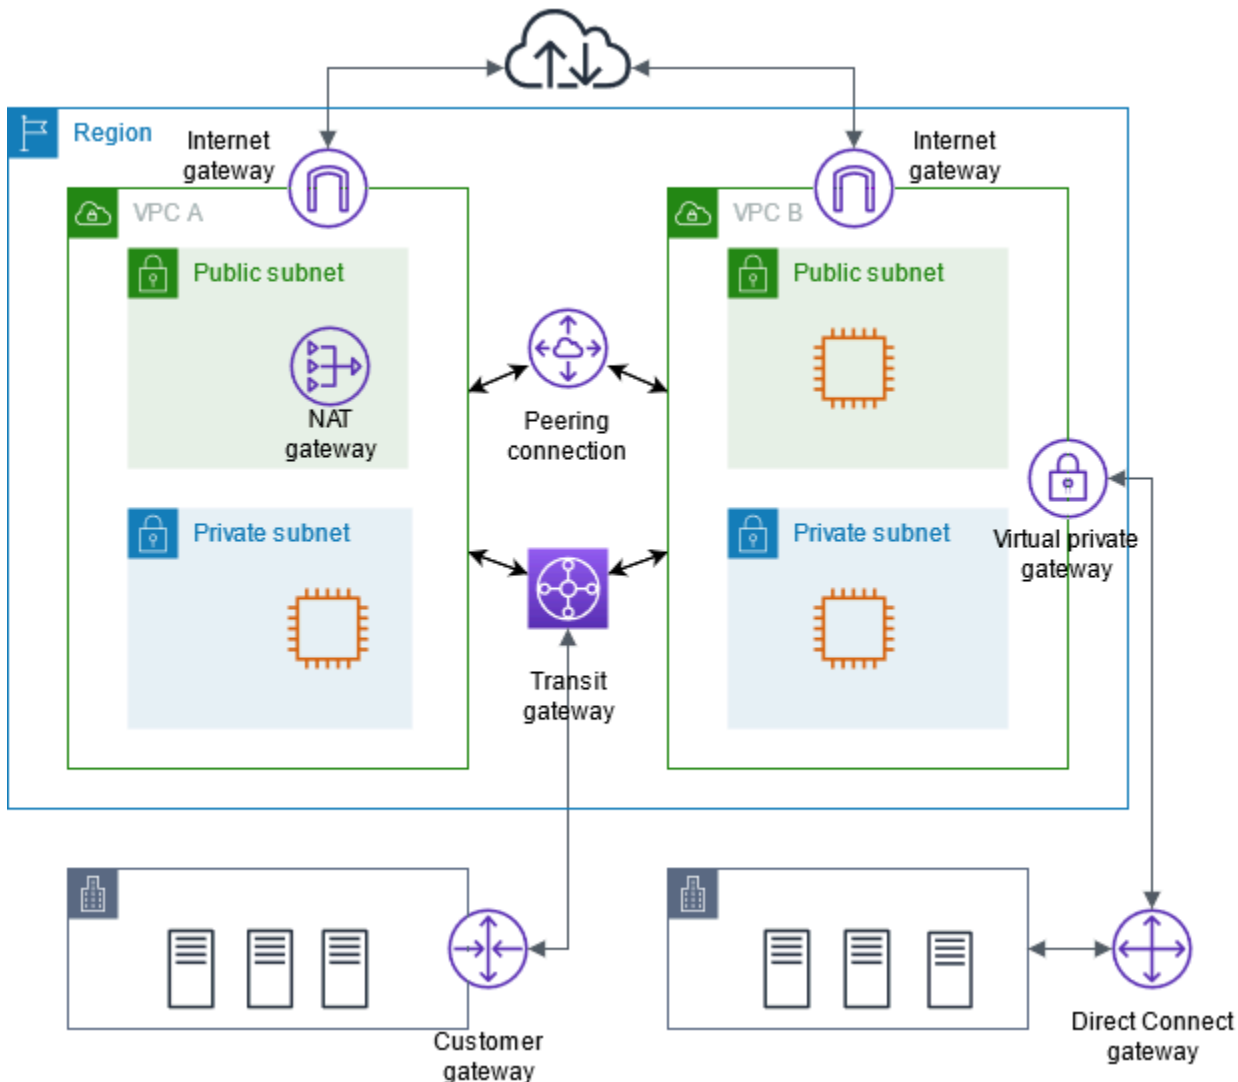 Region
Internet
gateway
Internet
gateway
VPC A
VPC B
Public subnet
Public subnet
NAT
gateway
Peering
connection
Private subnet
Private subnet
Virtual private
gateway
Transit
gateway
Customer
gateway
Direct Connect
gateway